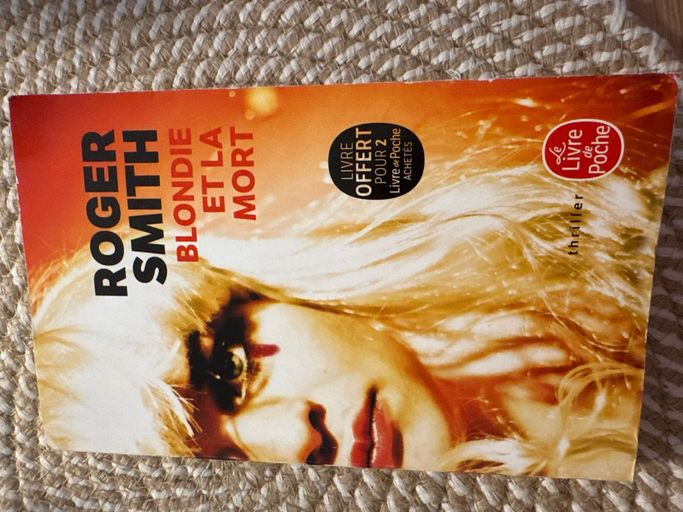 ROGER
SMITH
BLONDIE
ET LA
MORT
LIVRE
OFFERT
POUR 2
Livre de Poche
ACHETÉS
Le
Livre
de
Poche
thriller